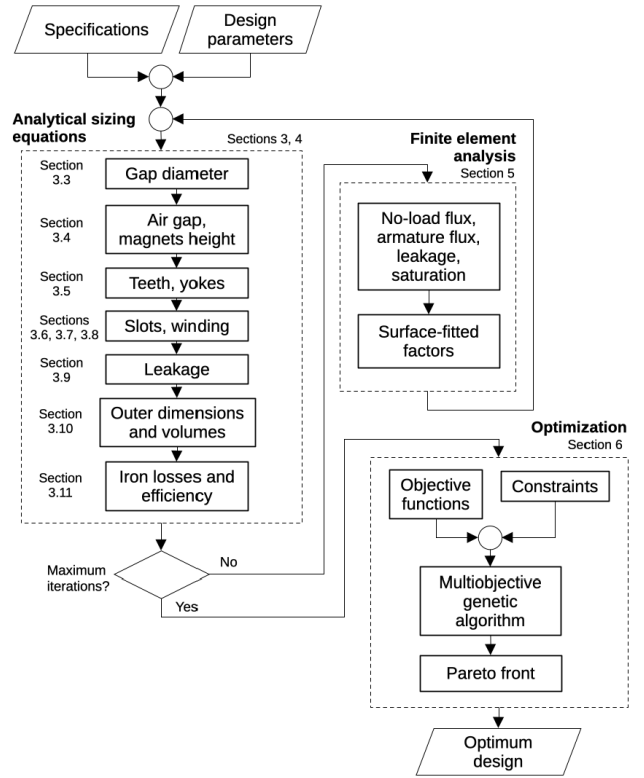 Specifications
Design
parameters
Analytical sizing
equations
Sections 3, 4
Section
3.3
Gap diameter
Section
3.4
Air gap,
magnets height
Section
3.5
Teeth, yokes
Sections
3.6, 3.7, 3.8
Slots, winding
Section
3.9
Leakage
Section
3.10
Outer dimensions
and volumes
Section
3.11
Iron losses and
efficiency
Maximum
iterations?
No
Yes
Finite element
analysis
Section 5
No-load flux,
armature flux,
leakage,
saturation
Surface-fitted
factors
Optimization
Section 6
Objective
functions
Constraints
Multiobjective
genetic
algorithm
Pareto front
Optimum
design